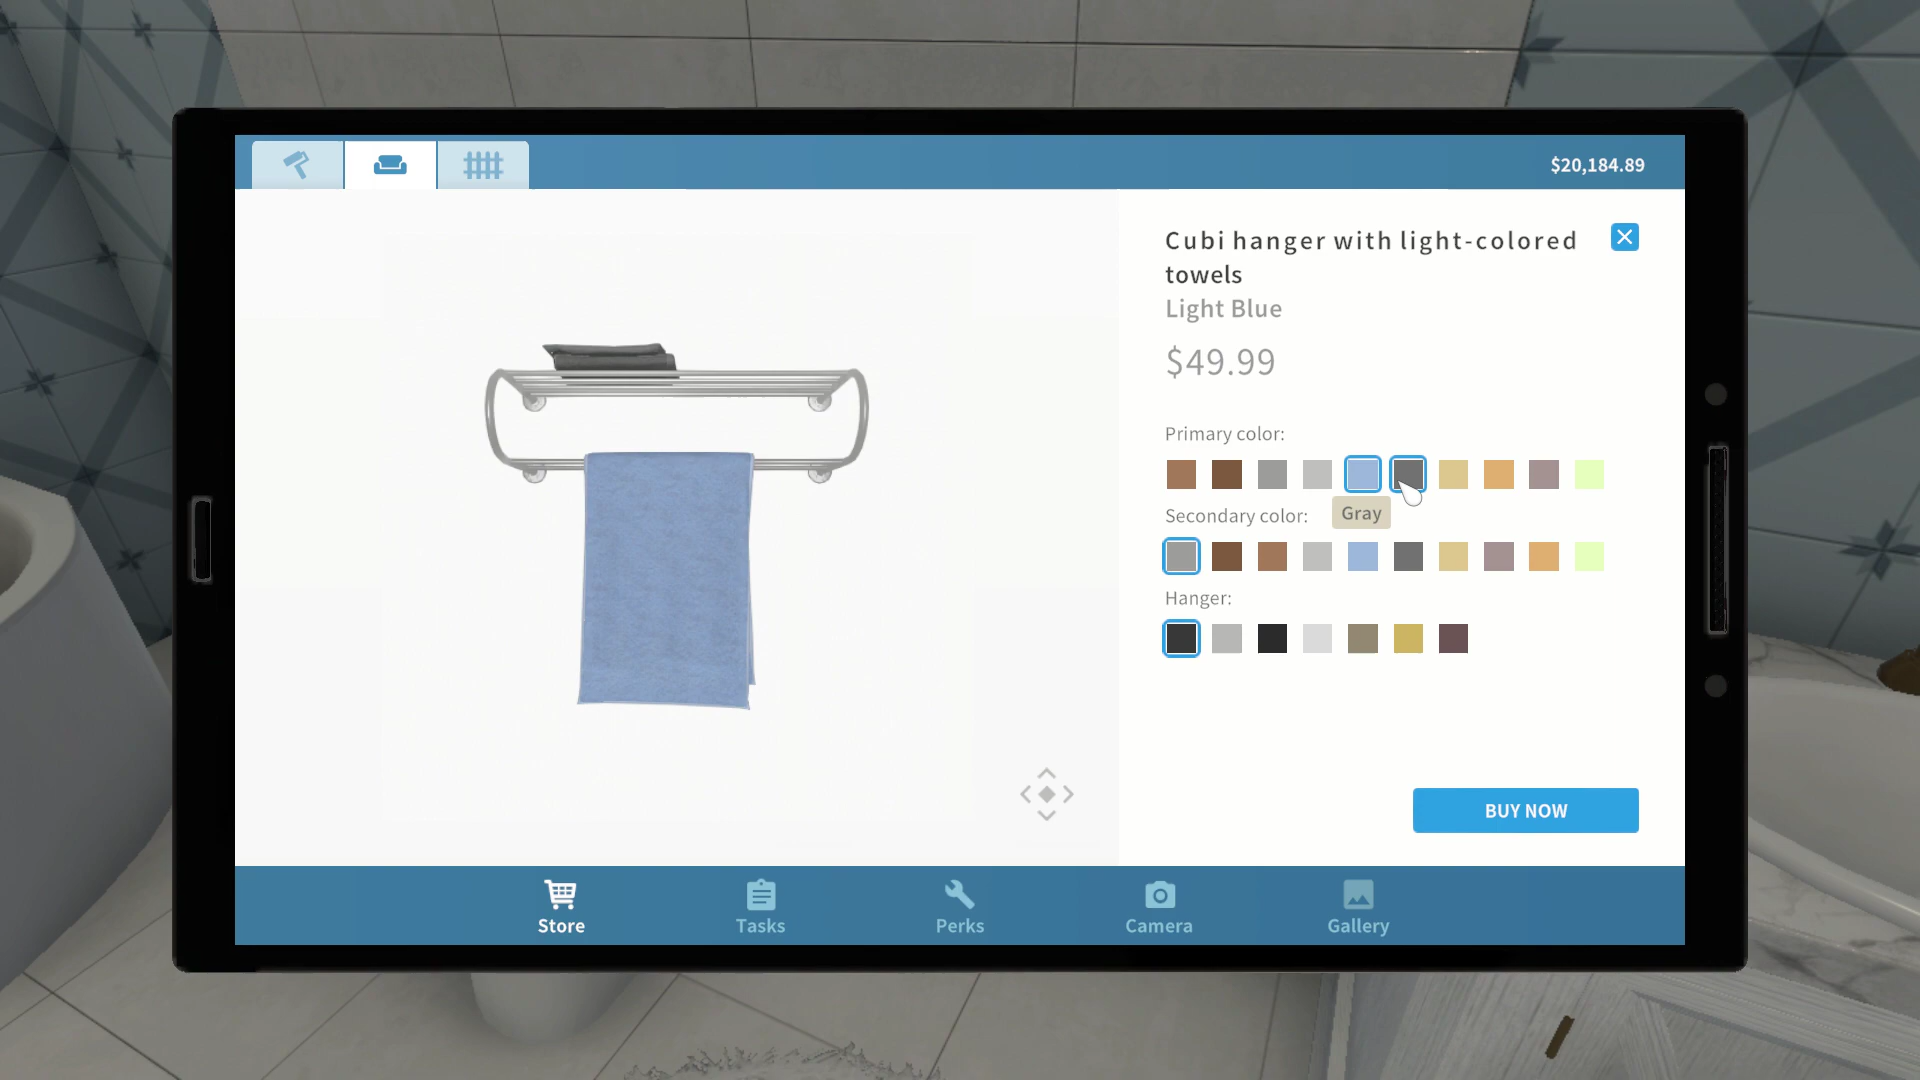 $20,184.89
Cubi hanger with light-colored
towels
Light Blue
$49.99
Primary color:
Gray
Secondary color:
Hanger:
BUY NOW
Store
Tasks
Perks
Camera
Gallery